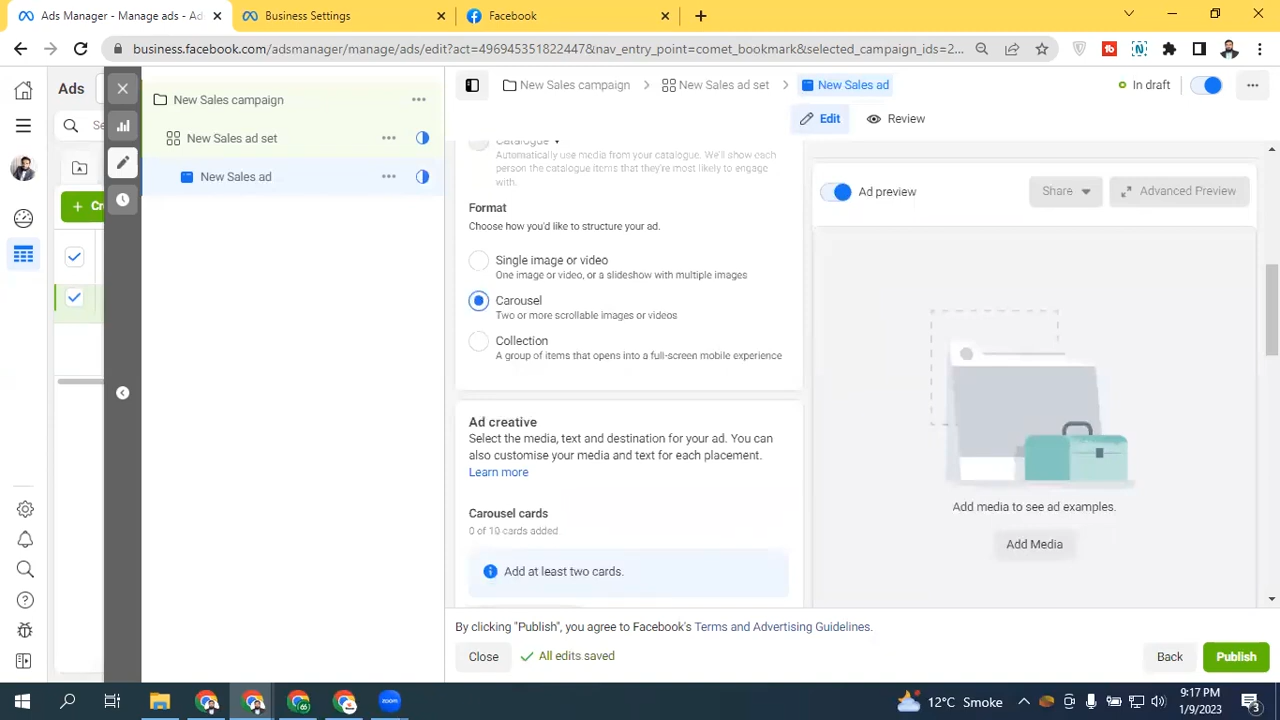 Ads Manager - Manage ads - Ad
Business Settings
Facebook
business.facebook.com/adsmanager/manage/ads/edit?act=496945351822447&nav_entry_point=comet_bookmark&selected_campaign_ids=2...
Ads
New Sales campaign
New Sales ad set
New Sales ad
New Sales campaign
New Sales ad set
New Sales ad
In draft
Edit
Review
Catalogue
Automatically use media from your catalogue. We'll show each
person the catalogue items that they're most likely to engage
with.
Format
Choose how you'd like to structure your ad.
Single image or video
One image or video, or a slideshow with multiple images
Carousel
Two or more scrollable images or videos
Collection
A group of items that opens into a full-screen mobile experience
Ad creative
Select the media, text and destination for your ad. You can
also customise your media and text for each placement.
Learn more
Carousel cards
0 of 10 cards added
Add at least two cards.
Ad preview
Share
Advanced Preview
Add media to see ad examples.
Add Media
By clicking "Publish", you agree to Facebook's Terms and Advertising Guidelines.
Close
All edits saved
Back
Publish
zoom
12°C Smoke
9:17 PM
1/9/2023
3